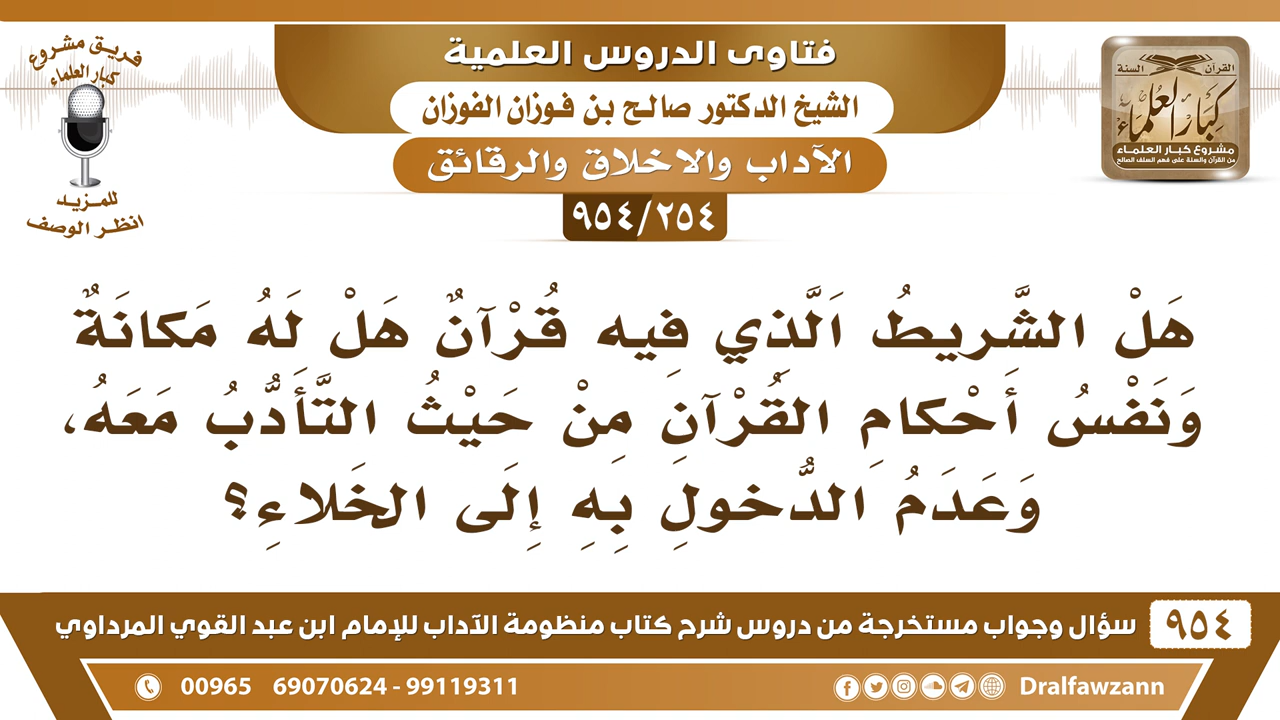 فتاوى الدروس العلمية
الشيخ الدكتور صالح بن فوزان الفوزان
الآداب والاخلاق والرقائق
٩٥٤/٢٥٤
فريق مشروع
كبار العلماء
للمزيد
انظر الوصف
القرآن السنة
كبار العلماء
مشروع كبار العلماء
من القرآن والسنة على فهم السلف الصالح
هَلْ الشَّريطُ اَلَّذي فيه قُرْآنٌ هَلْ لَهُ مَكانَةٌ
وَنَفْسُ أَحْكامِ القُرْآنِ مِنْ حَيْثُ التَّأَدُّبُ مَعَهُ،
وَعَدَمُ الدُّخولِ بِهِ إِلَى الخَلاءِ؟
٩٥٤ سؤال وجواب مستخرجة من دروس شرح كتاب منظومة الآداب للإمام ابن عبد القوي المرداوي
00965 69070624 - 99119311
Dralfawzann